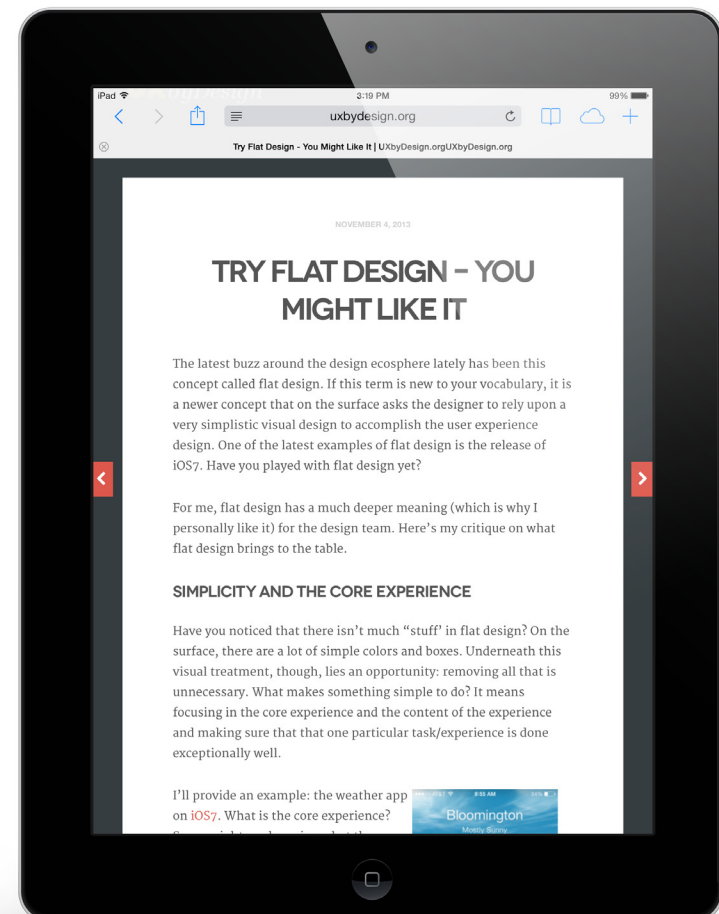 iPad
3:19 PM
99%
uxbydesign.org
Try Flat Design - You Might Like It | UXbyDesign.orgUXbyDesign.org
NOVEMBER 4, 2013
TRY FLAT DESIGN – YOU
MIGHT LIKE IT
The latest buzz around the design ecosphere lately has been this
concept called flat design. If this term is new to your vocabulary, it is
a newer concept that on the surface asks the designer to rely upon a
very simplistic visual design to accomplish the user experience
design. One of the latest examples of flat design is the release of
iOS7. Have you played with flat design yet?
For me, flat design has a much deeper meaning (which is why I
personally like it) for the design team. Here’s my critique on what
flat design brings to the table.
SIMPLICITY AND THE CORE EXPERIENCE
Have you noticed that there isn’t much “stuff’ in flat design? On the
surface, there are a lot of simple colors and boxes. Underneath this
visual treatment, though, lies an opportunity: removing all that is
unnecessary. What makes something simple to do? It means
focusing in the core experience and the content of the experience
and making sure that that one particular task/experience is done
exceptionally well.
I’ll provide an example: the weather app
on iOS7. What is the core experience?
8:55 AM
Bloomington
Mostly Sunny